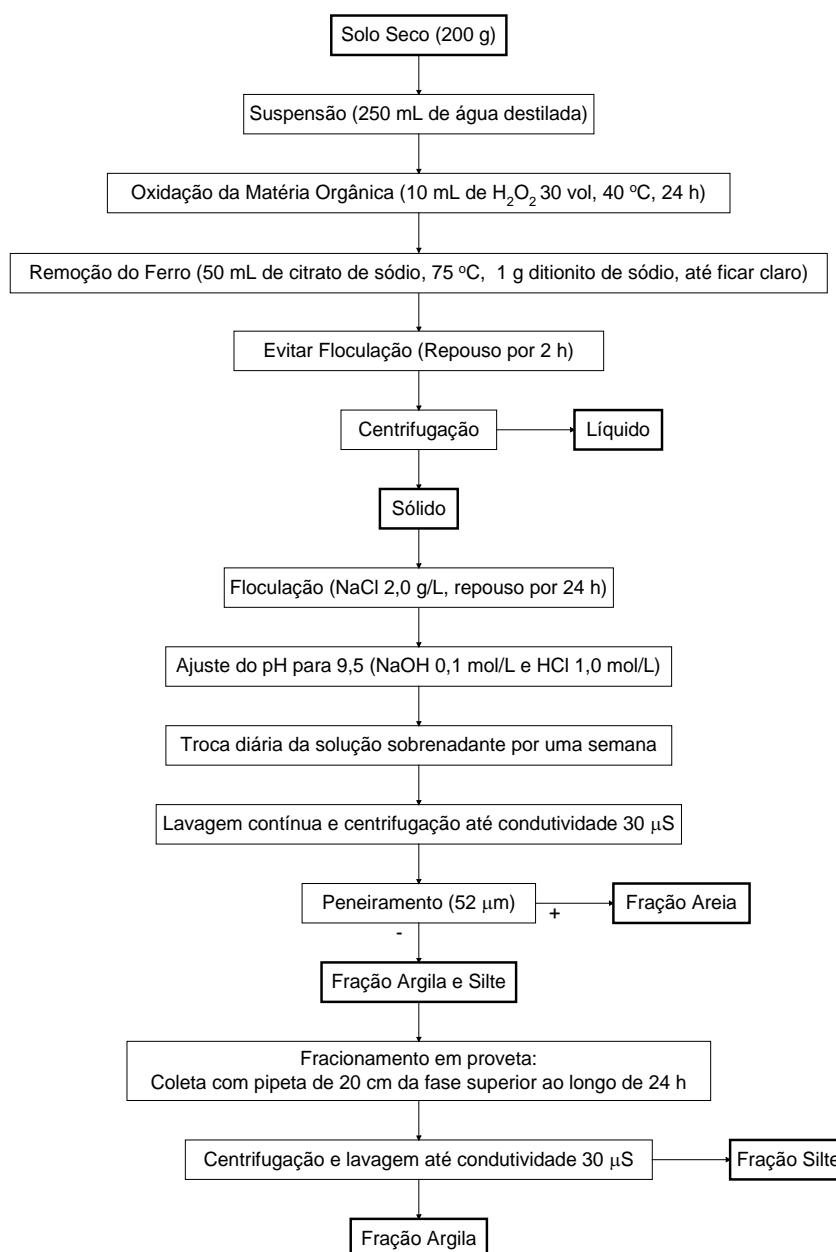 Solo Seco (200 g)
Suspensão (250 mL de água destilada)
Oxidação da Matéria Orgânica (10 mL de H₂O₂ 30 vol, 40 ºC, 24 h)
Remoção do Ferro (50 mL de citrato de sódio, 75 ºC,  1 g ditionito de sódio, até ficar claro)
Evitar Floculação (Repouso por 2 h)
Centrifugação
Líquido
Sólido
Floculação (NaCl 2,0 g/L, repouso por 24 h)
Ajuste do pH para 9,5 (NaOH 0,1 mol/L e HCl 1,0 mol/L)
Troca diária da solução sobrenadante por uma semana
Lavagem contínua e centrifugação até condutividade 30 μS
Peneiramento (52 μm)
+
Fração Areia
-
Fração Argila e Silte
Fracionamento em proveta:
Coleta com pipeta de 20 cm da fase superior ao longo de 24 h
Centrifugação e lavagem até condutividade 30 μS
Fração Silte
Fração Argila